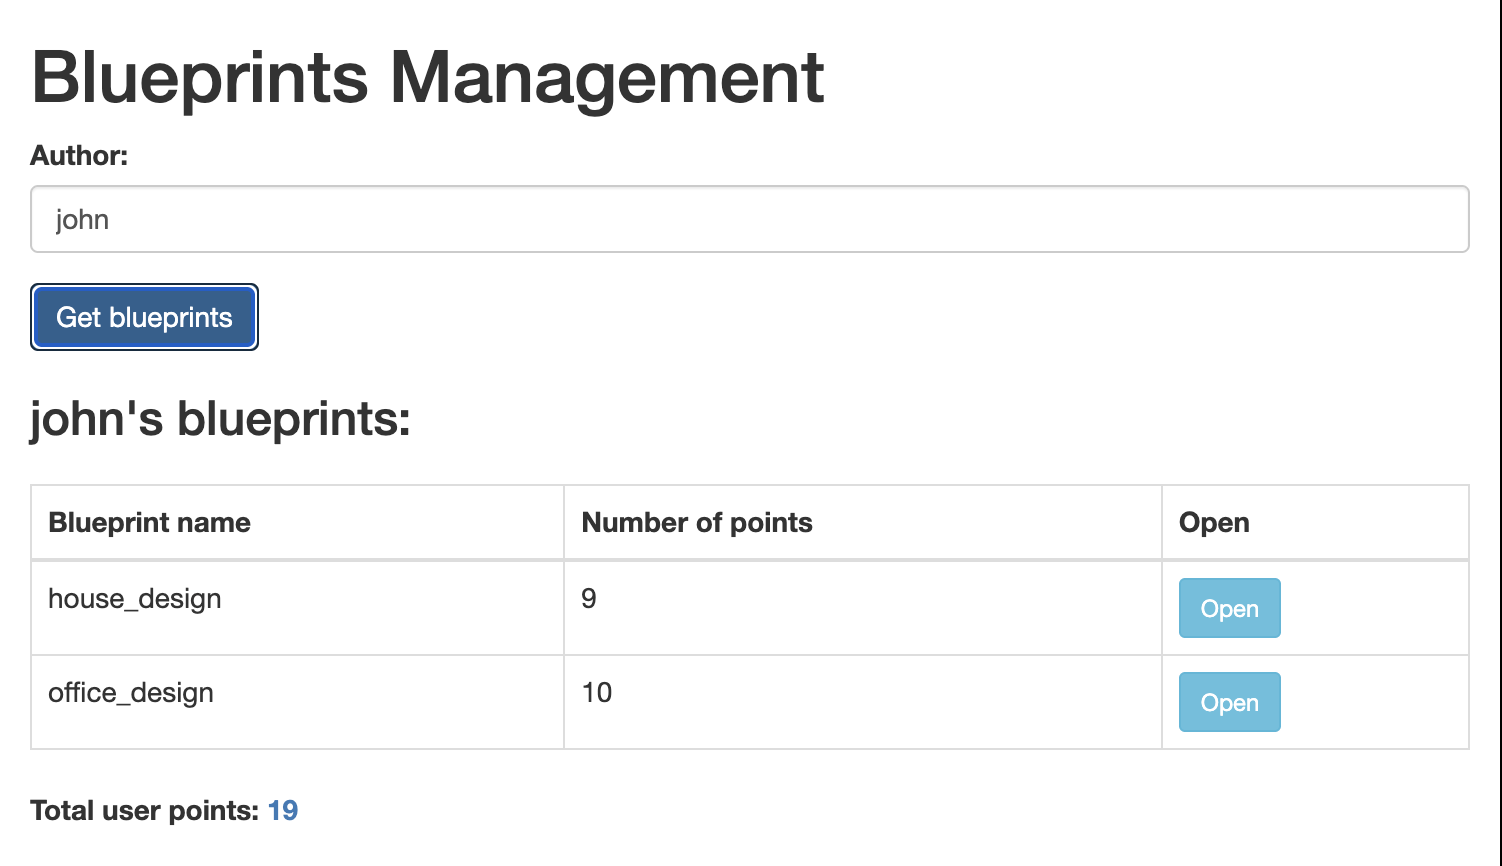 Blueprints Management
Author:
john
Get blueprints
john's blueprints:
Blueprint name Number of points Open
house_design 9 Open
office_design 10 Open
Total user points: 19